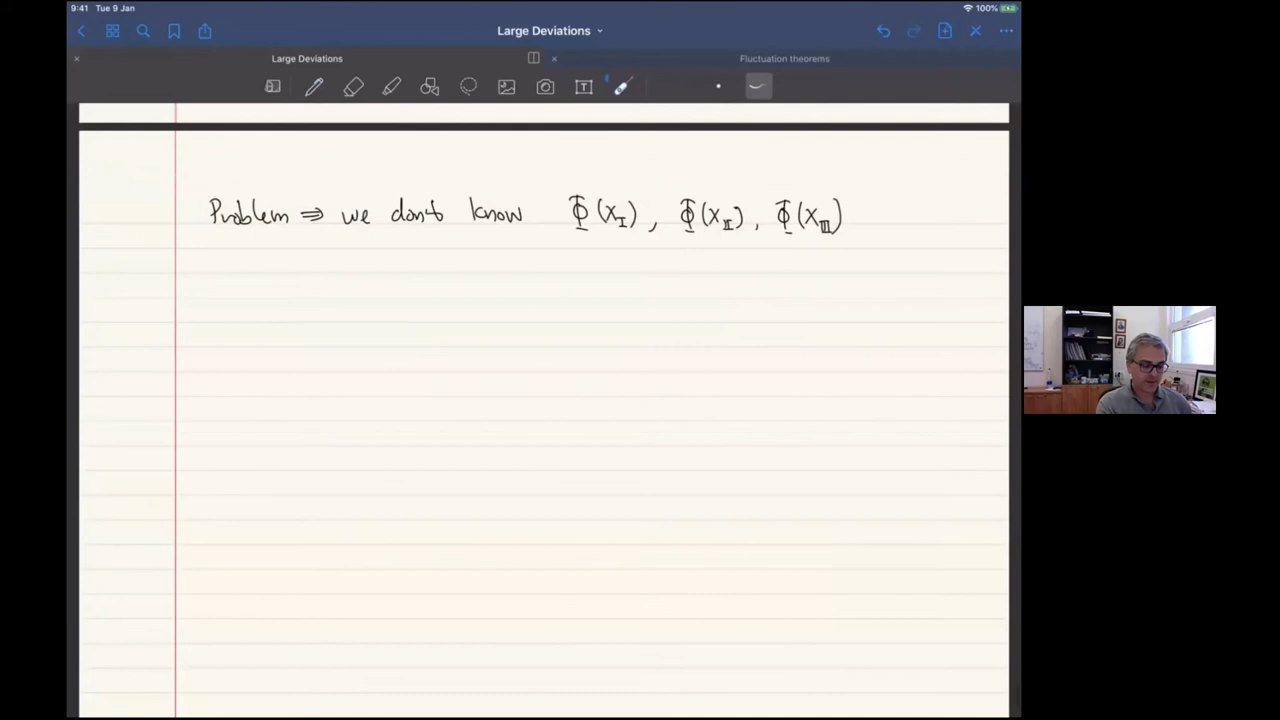 9:41 Tue 9 Jan 100%
Large Deviations
Large Deviations Fluctuation theorems
Problem ⇒ we don't know Φ(X_I), Φ(X_II), Φ(X_III)